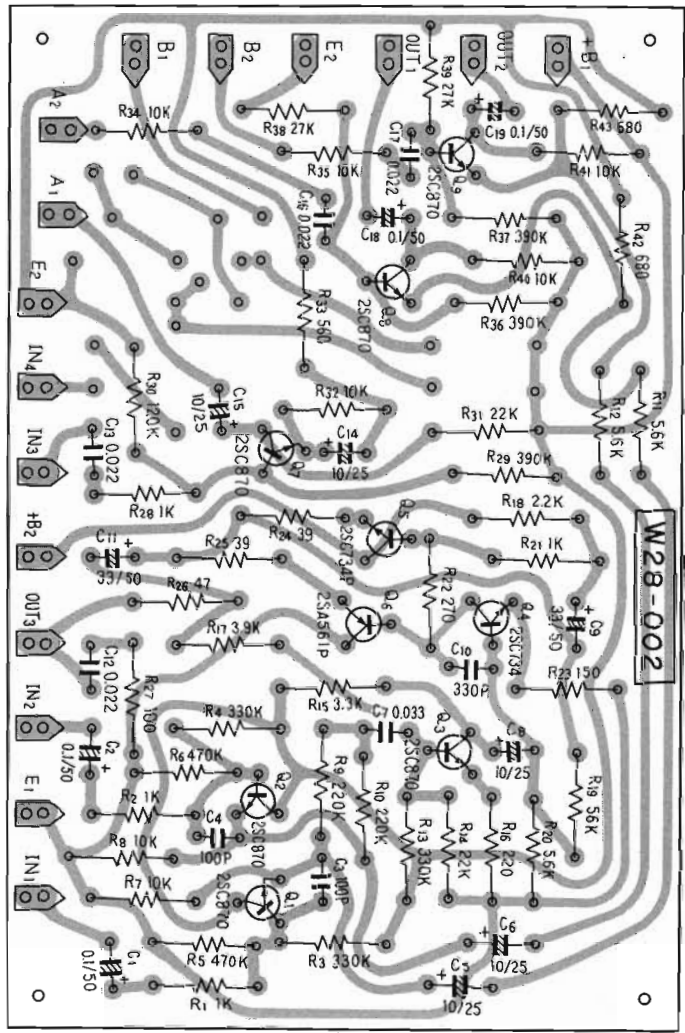 B1
B2
E2
OUT1
OUT2
+B1
A2
R34 10K
R38 27K
R39 27K
C19 0.1/50
R43 680
C17 0.022
R35 10K
Q9
2SC870
R41 10K
A1
C16 0.022
C18 0.1/50
R37 390K
R42 680
E2
R40 10K
Q8
2SC870
R33 560
R36 390K
IN4
R30 120K
C15 10/25
R32 10K
R12 5.6K
R11 5.6K
IN3
C13 0.022
2SC870
Q7
C14
10/25
R31 22K
R29 390K
R28 1K
+B2
C11
33/50
R24 39
Q5
2SC734P
R18 2.2K
R25 39
R21 1K
W28-002
R26 47
R22 270
OUT3
2SA561P
Q6
Q4
2SC734
C9
33/50
R17 3.9K
C12 0.022
C10
330P
R23 150
R27 100
IN2
R15 3.3K
R4 330K
C7 0.033
Q3
2SC870
C8
10/25
C2
0.1/50
R6 470K
Q2
2SC870
R9 220K
R10 220K
R19 56K
E1
R2 1K
C4
100P
R13 330K
R14 22K
R16 220
R20 5.6K
R8 10K
C3 100P
IN1
R7 10K
2SC870
Q1
C1
0.1/50
R5 470K
R3 330K
C6
10/25
R1 1K
C5
10/25